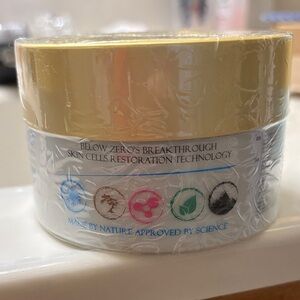 BELOW ZERO'S BREAKTHROUGH
SKIN CELLS RESTORATION TECHNOLOGY
MADE BY NATURE APPROVED BY SCIENCE